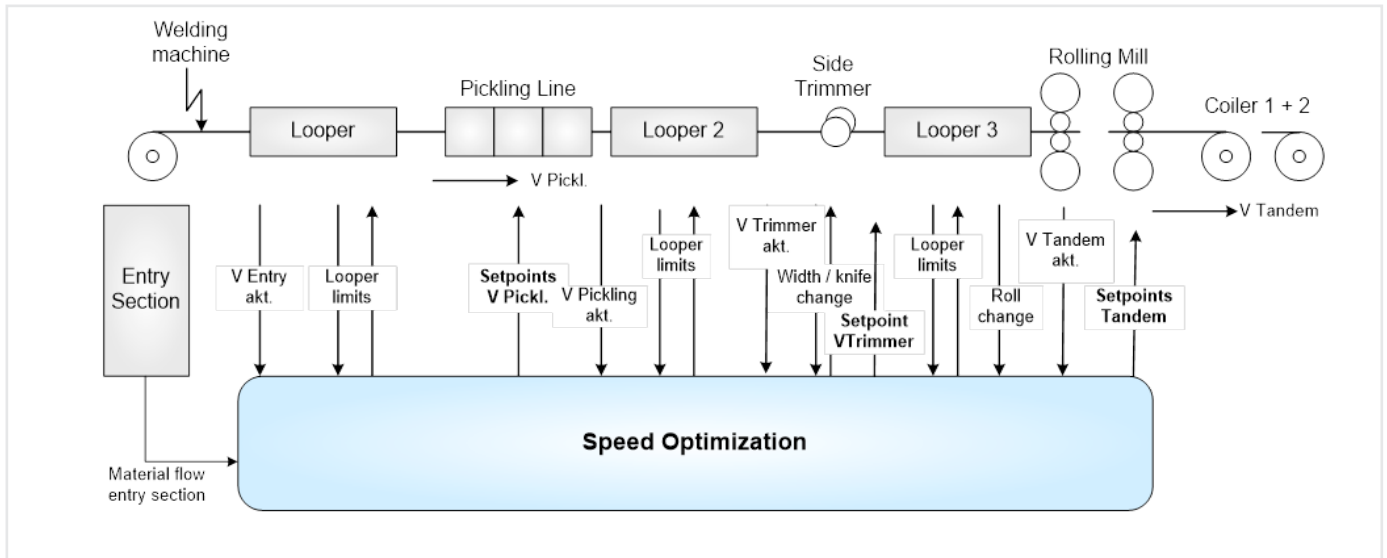 Welding
machine
Looper
Pickling Line
Looper 2
Side
Trimmer
Looper 3
Rolling Mill
Coiler 1 + 2
V Pickl.
V Tandem
Entry
Section
V Entry
akt.
Looper
limits
Setpoints
V Pickl.
V Pickling
akt.
Looper
limits
V Trimmer
akt.
Width / knife
change
Setpoint
VTrimmer
Looper
limits
Roll
change
V Tandem
akt.
Setpoints
Tandem
Material flow
entry section
Speed Optimization